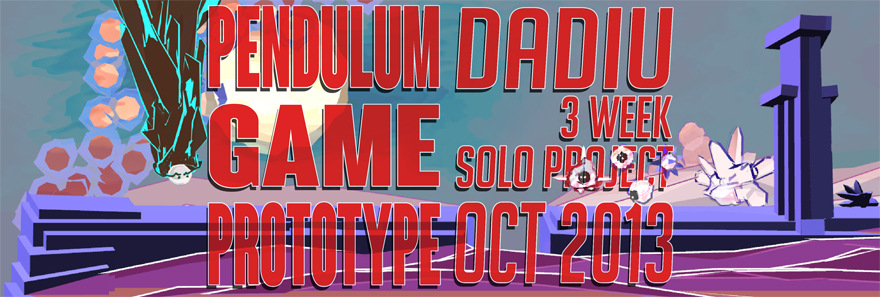 PENDULUM
GAME
PROTOTYPE
DADIU
3 WEEK
SOLO PROJECT
OCT 2013